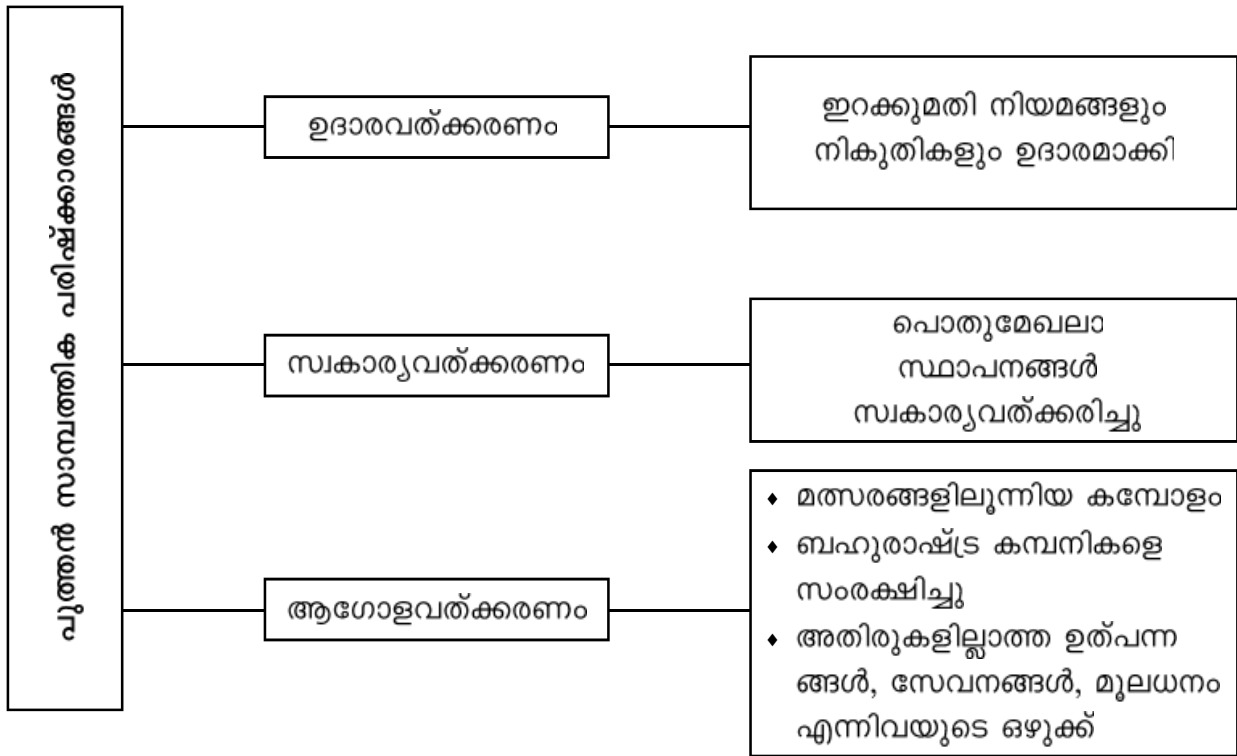 പുത്തൻ സാമ്പത്തിക പരിഷ്ക്കാരങ്ങൾ
ഉദാരവത്ക്കരണം
ഇറക്കുമതി നിയമങ്ങളും
നികുതികളും ഉദാരമാക്കി
സ്വകാര്യവത്ക്കരണം
പൊതുമേഖലാ
സ്ഥാപനങ്ങൾ
സ്വകാര്യവത്ക്കരിച്ചു
ആഗോളവത്ക്കരണം
♦ മത്സരങ്ങളിലൂന്നിയ കമ്പോളം
♦ ബഹുരാഷ്ട്ര കമ്പനികളെ
സംരക്ഷിച്ചു
♦ അതിരുകളില്ലാത്ത ഉത്പന്ന
ങ്ങൾ, സേവനങ്ങൾ, മൂലധനം
എന്നിവയുടെ ഒഴുക്ക്